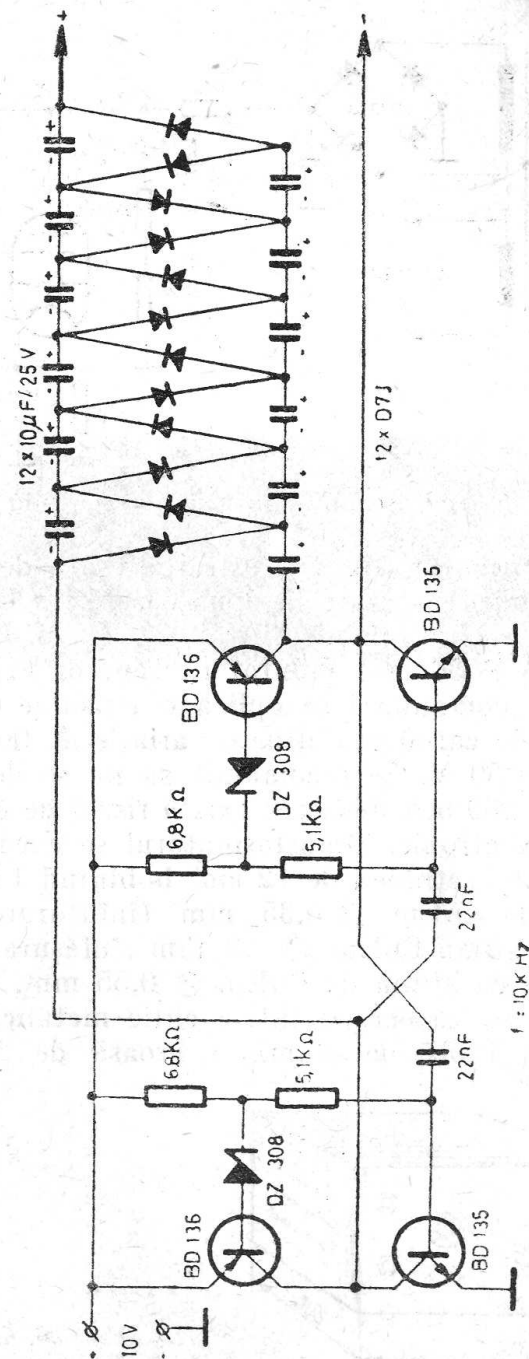 +
-
12×10µF/25V
12×D7J
BD 136
BD 135
DZ 308
6,8KΩ
5,1KΩ
22nF
f=10KHz
6,8KΩ
5,1KΩ
22nF
DZ 308
BD 136
BD 135
10V